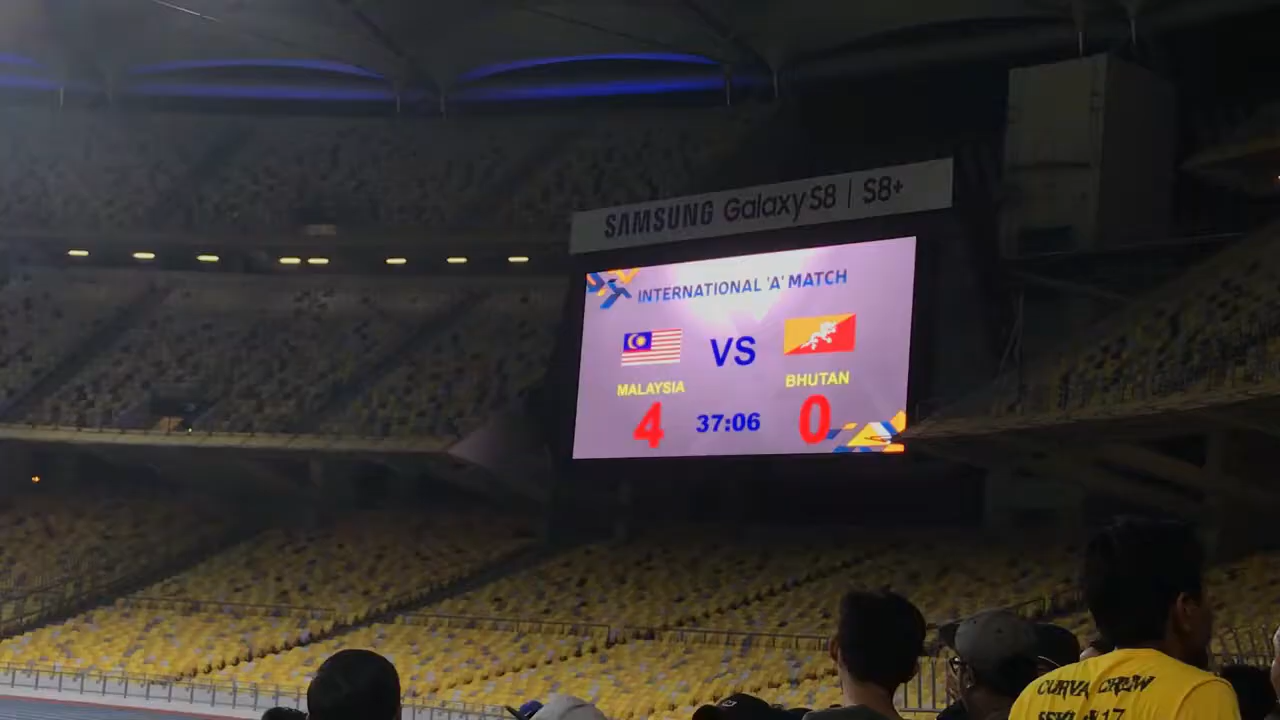 SAMSUNG Galaxy S8 | S8+
INTERNATIONAL 'A' MATCH
VS
MALAYSIA BHUTAN
4 37:06 0
CURVA CREW